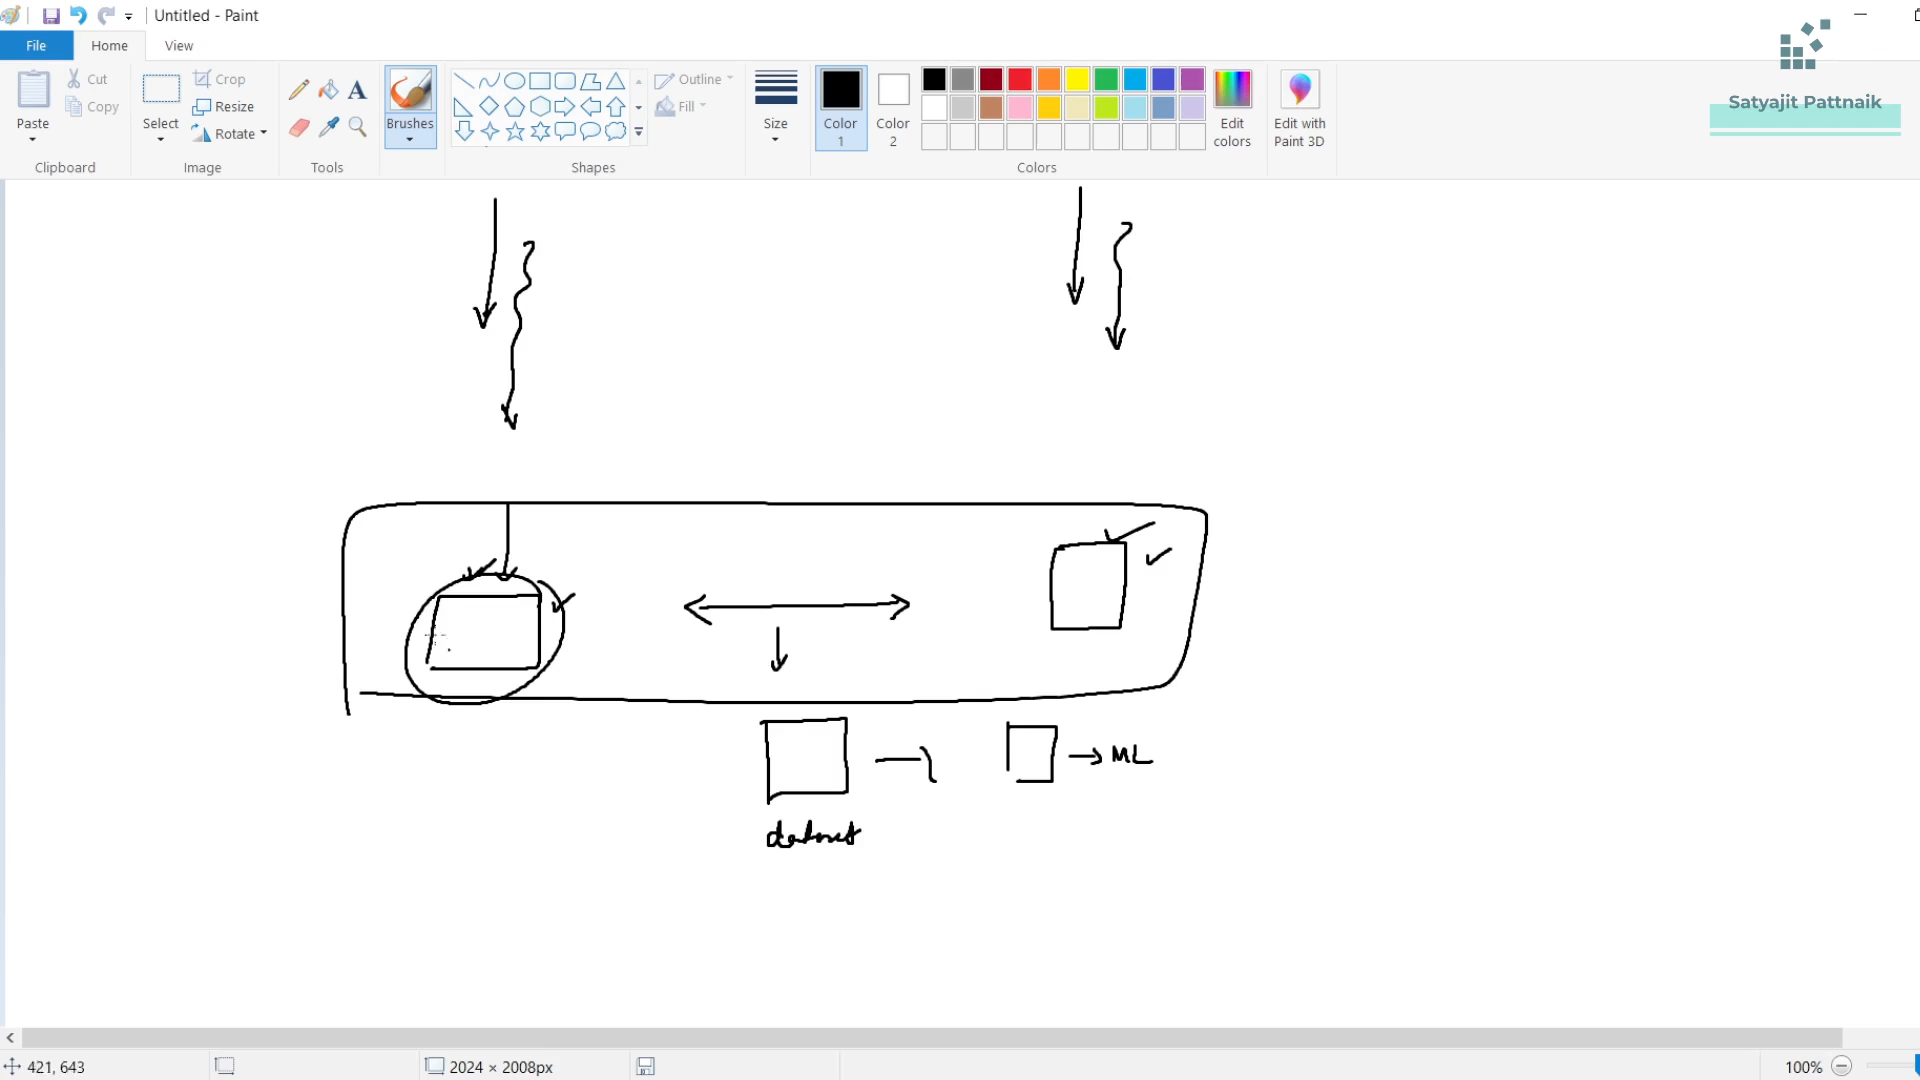 Untitled - Paint
File Home View
Satyajit Pattnaik
Paste
Cut
Copy
Clipboard
Select
Crop
Resize
Rotate
Image
A
Tools
Brushes
Outline
Fill
Shapes
Size
Color 1
Color 2
Edit colors
Colors
Edit with Paint 3D
→ ML
dataset
421, 643
2024 × 2008px
100%